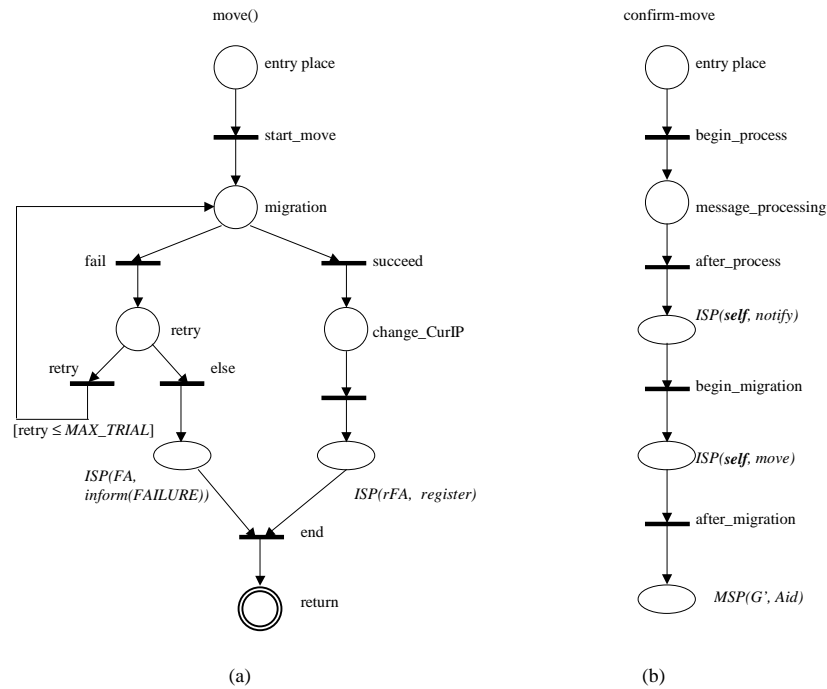 move()
entry place
start_move
migration
fail
succeed
retry
change_CurIP
retry
else
[retry ≤ MAX_TRIAL]
ISP(FA,
inform(FAILURE))
ISP(rFA, register)
end
return
(a)
confirm-move
entry place
begin_process
message_processing
after_process
ISP(self, notify)
begin_migration
ISP(self, move)
after_migration
MSP(G’, Aid)
(b)